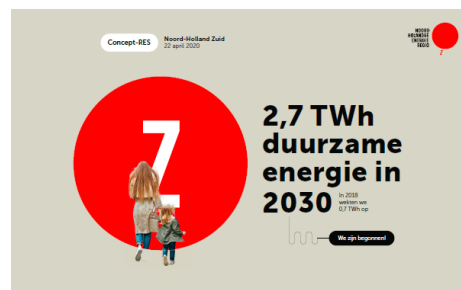 Concept-RES
Noord-Holland Zuid
22 april 2020
NOORD-
HOLLANDSE
ENERGIE
REGIO
Z
Z
2,7 TWh
duurzame
energie in
2030
In 2018
wekten we
0,7 TWh op
We zijn begonnen!